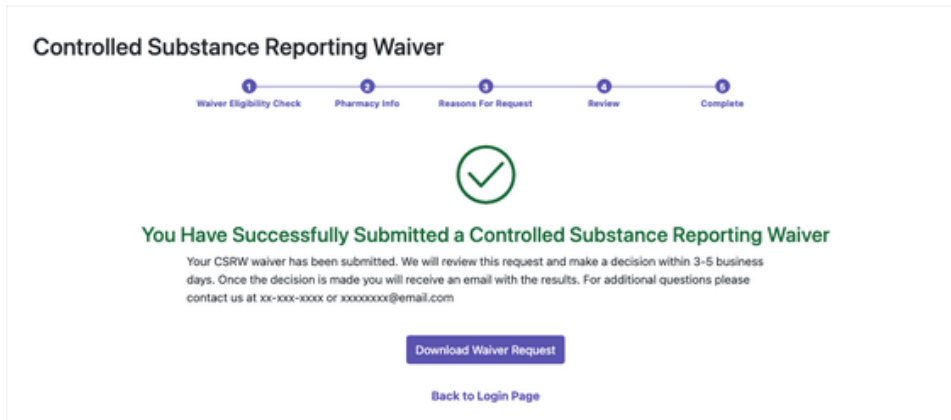 Controlled Substance Reporting Waiver
1 2 3 4 5
Waiver Eligibility Check Pharmacy Info Reasons For Request Review Complete
You Have Successfully Submitted a Controlled Substance Reporting Waiver
Your CSRW waiver has been submitted. We will review this request and make a decision within 3-5 business
days. Once the decision is made you will receive an email with the results. For additional questions please
contact us at xx-xxx-xxxx or xxxxxxxx@email.com
Download Waiver Request
Back to Login Page